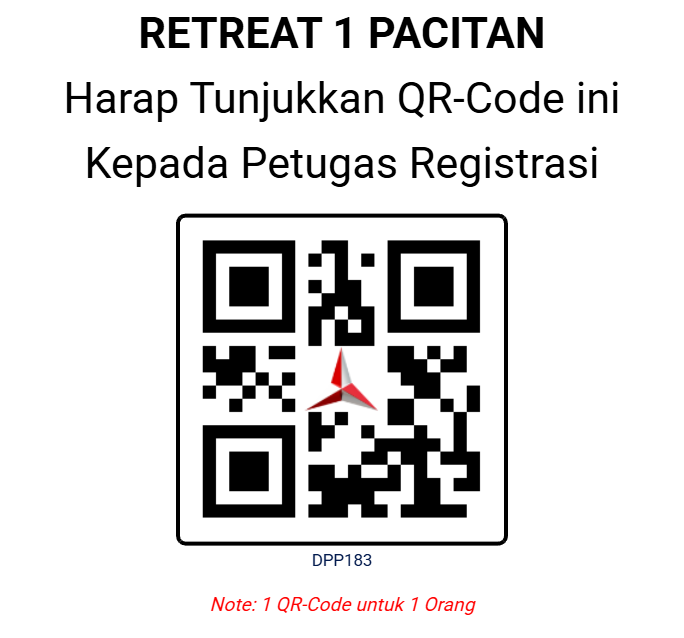 RETREAT 1 PACITAN
Harap Tunjukkan QR-Code ini
Kepada Petugas Registrasi
DPP183
Note: 1 QR-Code untuk 1 Orang